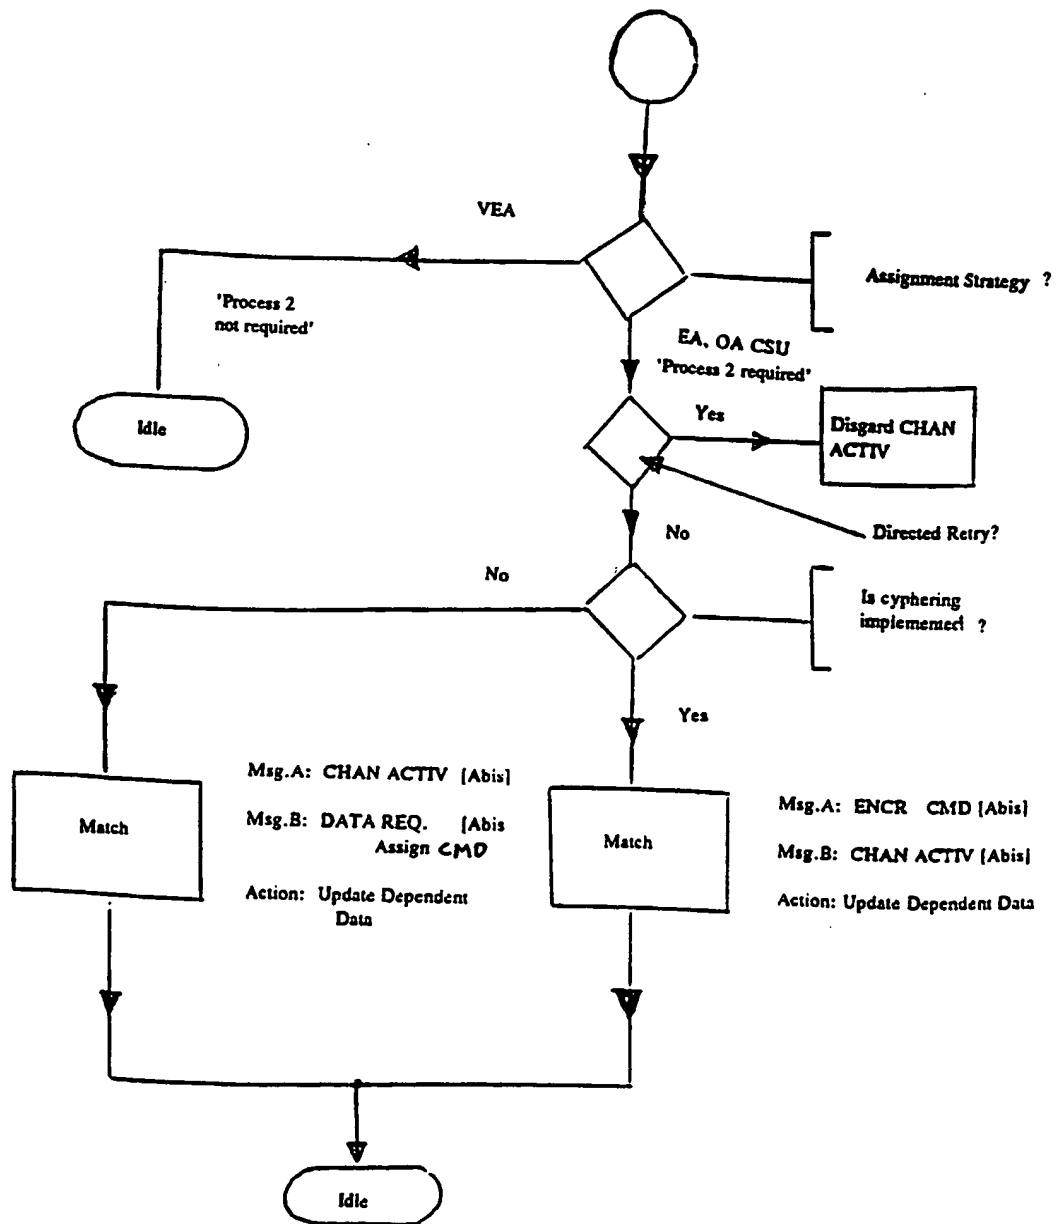 VEA
Assignment Strategy ?
'Process 2
not required'
EA, OA CSU
'Process 2 required'
Idle
Yes
Disgard CHAN
ACTIV
No
Directed Retry?
No
Is cyphering
implemented ?
Yes
Match
Msg.A: CHAN ACTIV [Abis]
Msg.B: DATA REQ. [Abis
Assign CMD
Action: Update Dependent
Data
Match
Msg.A: ENCR CMD [Abis]
Msg.B: CHAN ACTIV [Abis]
Action: Update Dependent Data
Idle